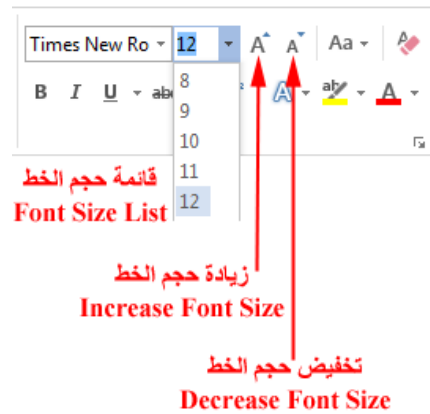 Times New Ro 12 A A Aa
B I U abc A aby A
8
9
10
11
12
قائمة حجم الخط
Font Size List
زيادة حجم الخط
Increase Font Size
تخفيض حجم الخط
Decrease Font Size